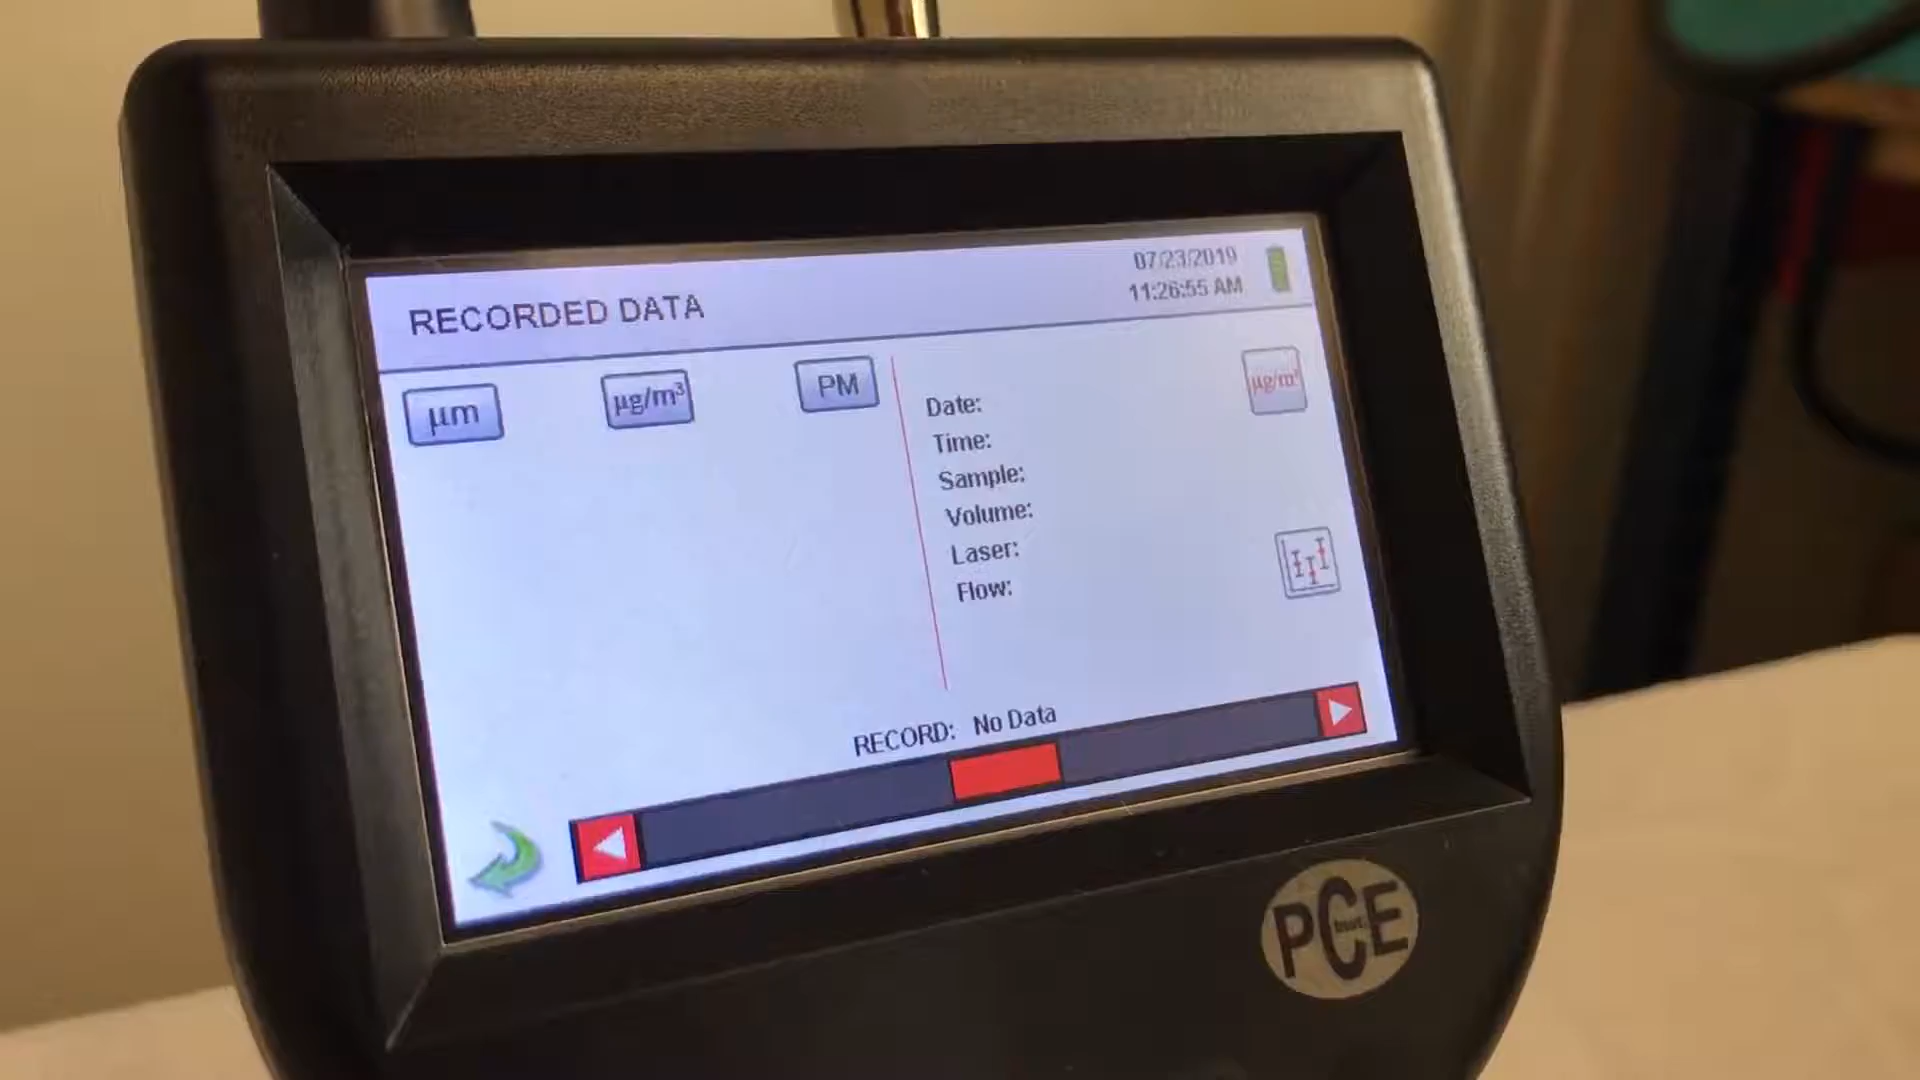 RECORDED DATA
07/23/2019
11:26:55 AM
µm
µg/m³
PM
µg/m³
Date:
Time:
Sample:
Volume:
Laser:
Flow:
RECORD: No Data
PCE